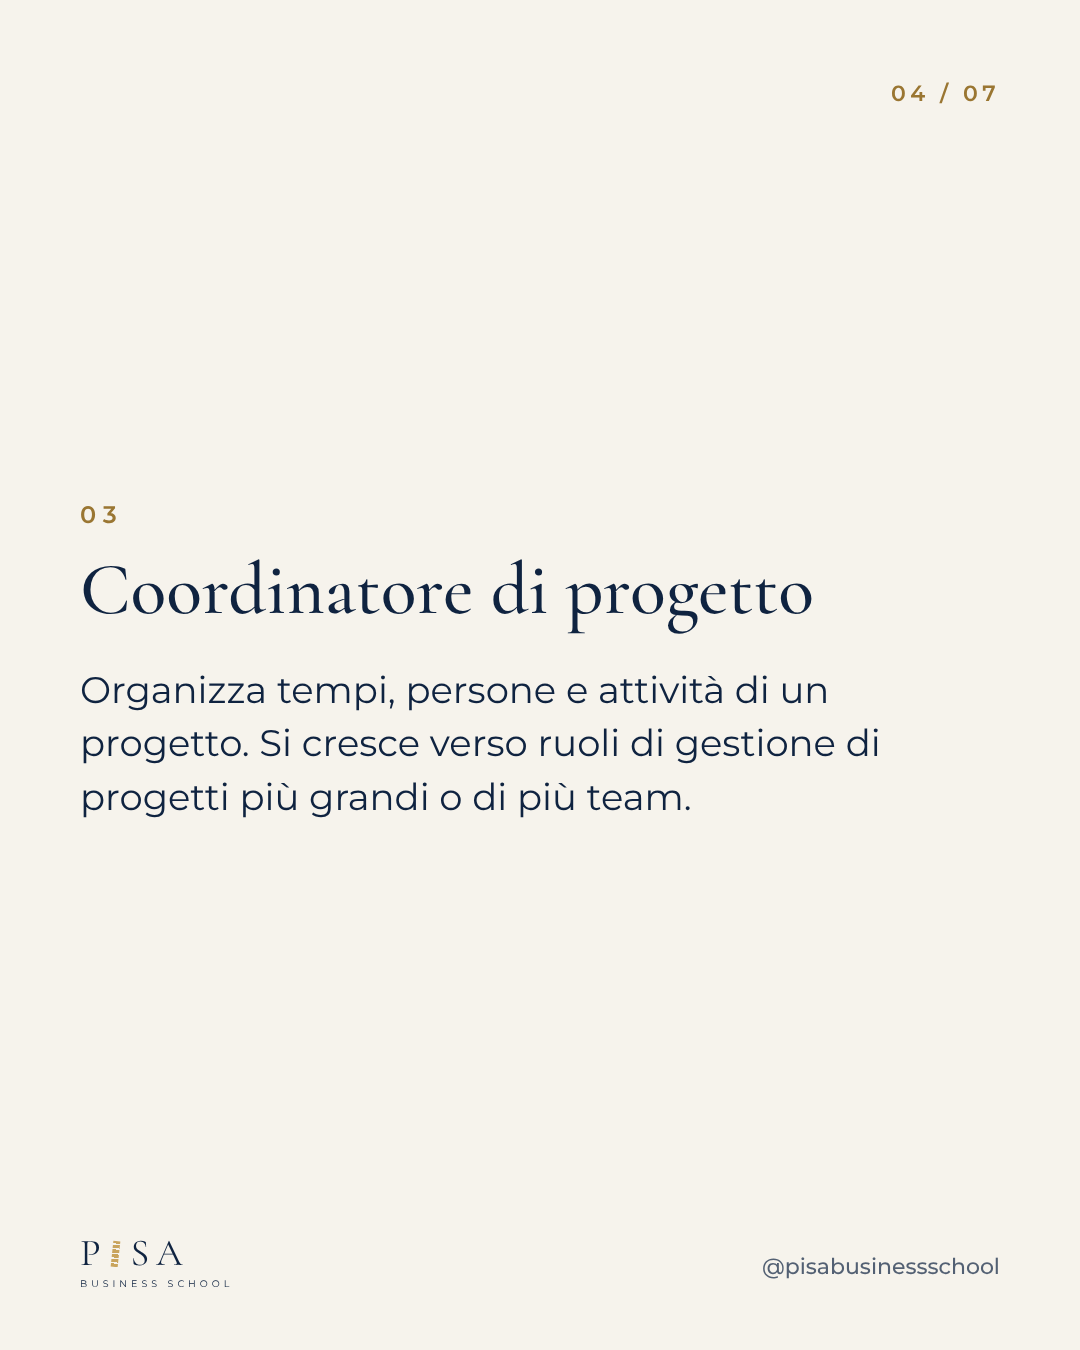 04 / 07
03
Coordinatore di progetto
Organizza tempi, persone e attività di un
progetto. Si cresce verso ruoli di gestione di
progetti più grandi o di più team.
PISA
BUSINESS SCHOOL
@pisabusinessschool